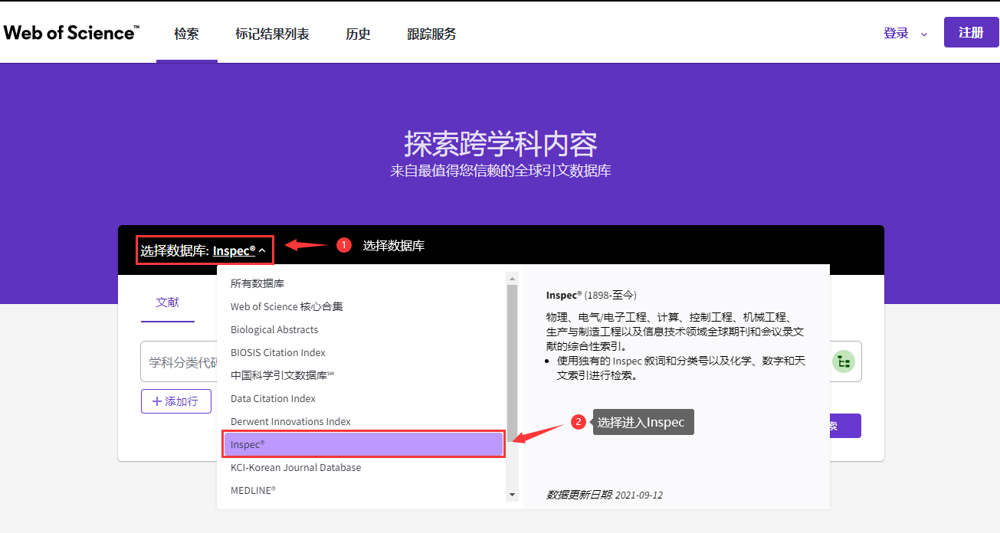 Web of Science™ 检索 标记结果列表 历史 跟踪服务 登录 注册
探索跨学科内容
来自最值得您信赖的全球引文数据库
选择数据库: Inspec® 1 选择数据库
文献
学科分类代码
添加行
所有数据库
Web of Science 核心合集
Biological Abstracts
BIOSIS Citation Index
中国科学引文数据库℠
Data Citation Index
Derwent Innovations Index
Inspec®
KCI-Korean Journal Database
MEDLINE®
Inspec® (1898-至今)
物理、电气/电子工程、计算、控制工程、机械工程、
生产与制造工程以及信息技术领域全球期刊和会议录文
献的综合性索引。
• 使用独有的 Inspec 叙词和分类号以及化学、数字和天
文索引进行检索。
2 选择进入Inspec
索
数据更新日期: 2021-09-12